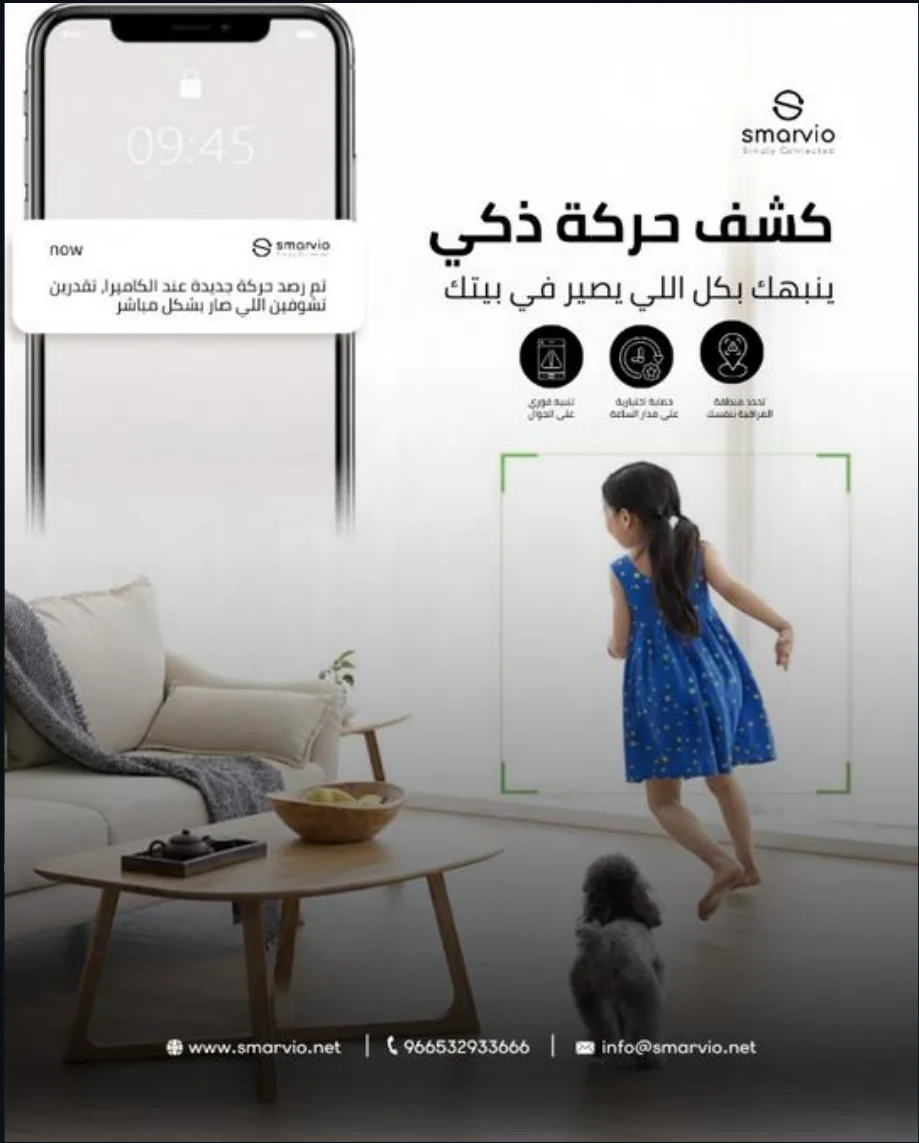 09:45
smarvio
Simply Connected
كشف حركة ذكي
ينبهك بكل اللي يصير في بيتك
now
smarvio
تم رصد حركة جديدة عند الكاميرا، تقدرين
تشوفين اللي صار بشكل مباشر
تحدد منطقة
المراقبة بنفسك
حماية اختيارية
على مدار الساعة
تنبيه فوري
على الجوال
www.smarvio.net | 966532933666 | info@smarvio.net